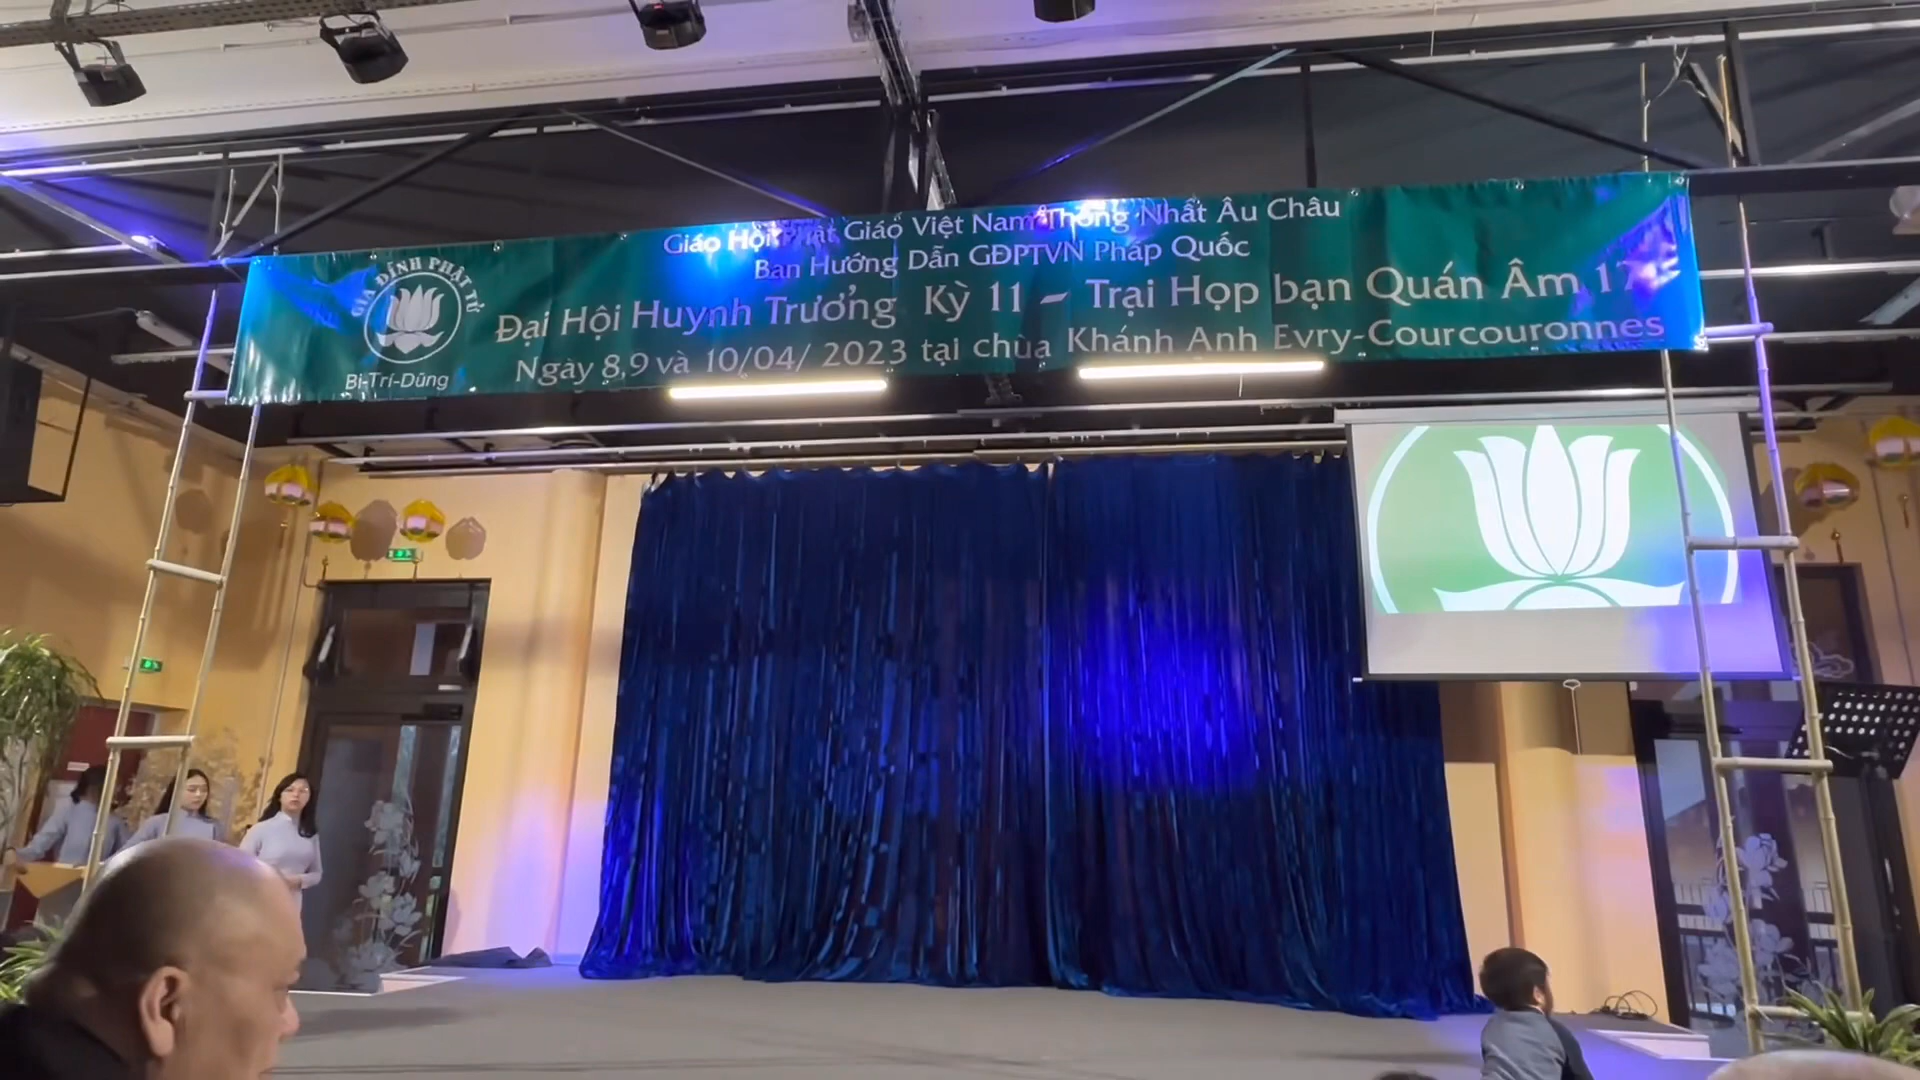 Giáo Hội Phật Giáo Việt Nam Thống Nhất Âu Châu
Ban Hướng Dẫn GĐPTVN Pháp Quốc
Đại Hội Huynh Trưởng Kỳ 11 - Trại Họp bạn Quán Âm 17
Ngày 8,9 và 10/04/ 2023 tại chùa Khánh Anh Evry-Courcouronnes
GIA ĐÌNH PHẬT TỬ
Bi-Trí-Dũng